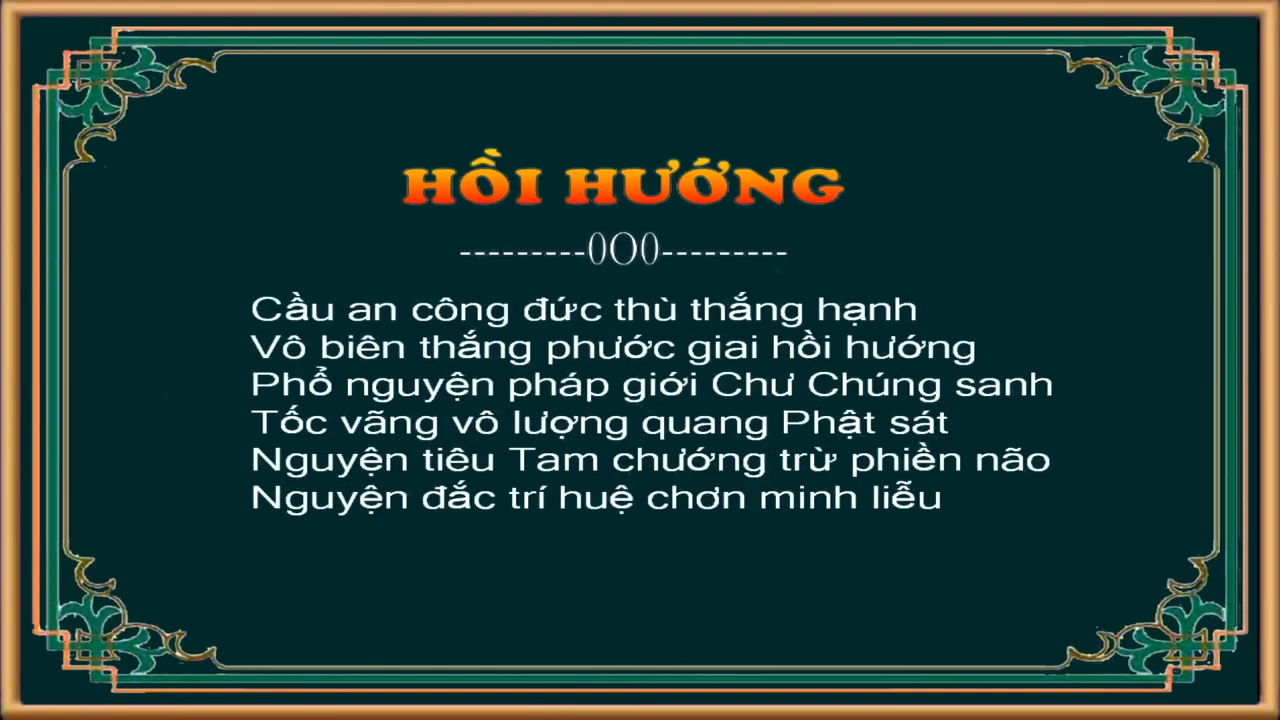 HỒI HƯỚNG
---------0O0---------
Cầu an công đức thù thắng hạnh
Vô biên thắng phước giai hồi hướng
Phổ nguyện pháp giới Chư Chúng sanh
Tốc vãng vô lượng quang Phật sát
Nguyện tiêu Tam chướng trừ phiền não
Nguyện đắc trí huệ chơn minh liễu